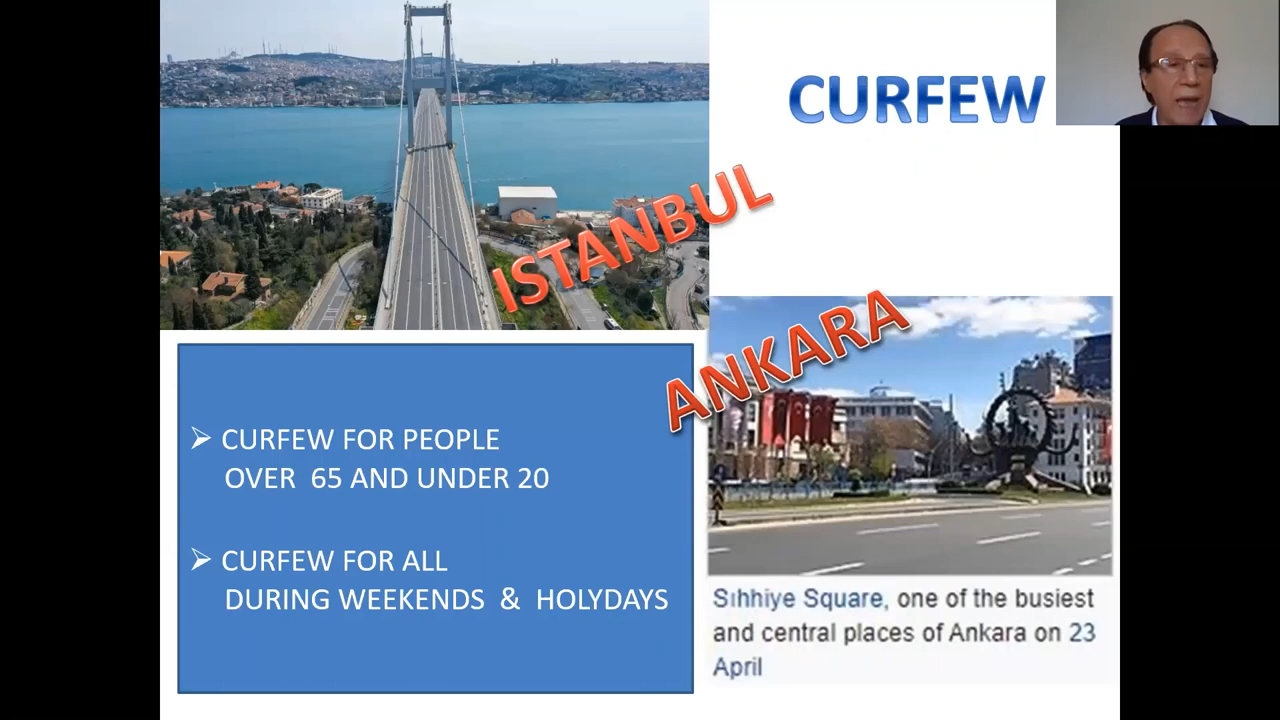 CURFEW
ISTANBUL
ANKARA
➢ CURFEW FOR PEOPLE
OVER 65 AND UNDER 20
➢ CURFEW FOR ALL
DURING WEEKENDS & HOLYDAYS
Sıhhiye Square, one of the busiest
and central places of Ankara on 23
April